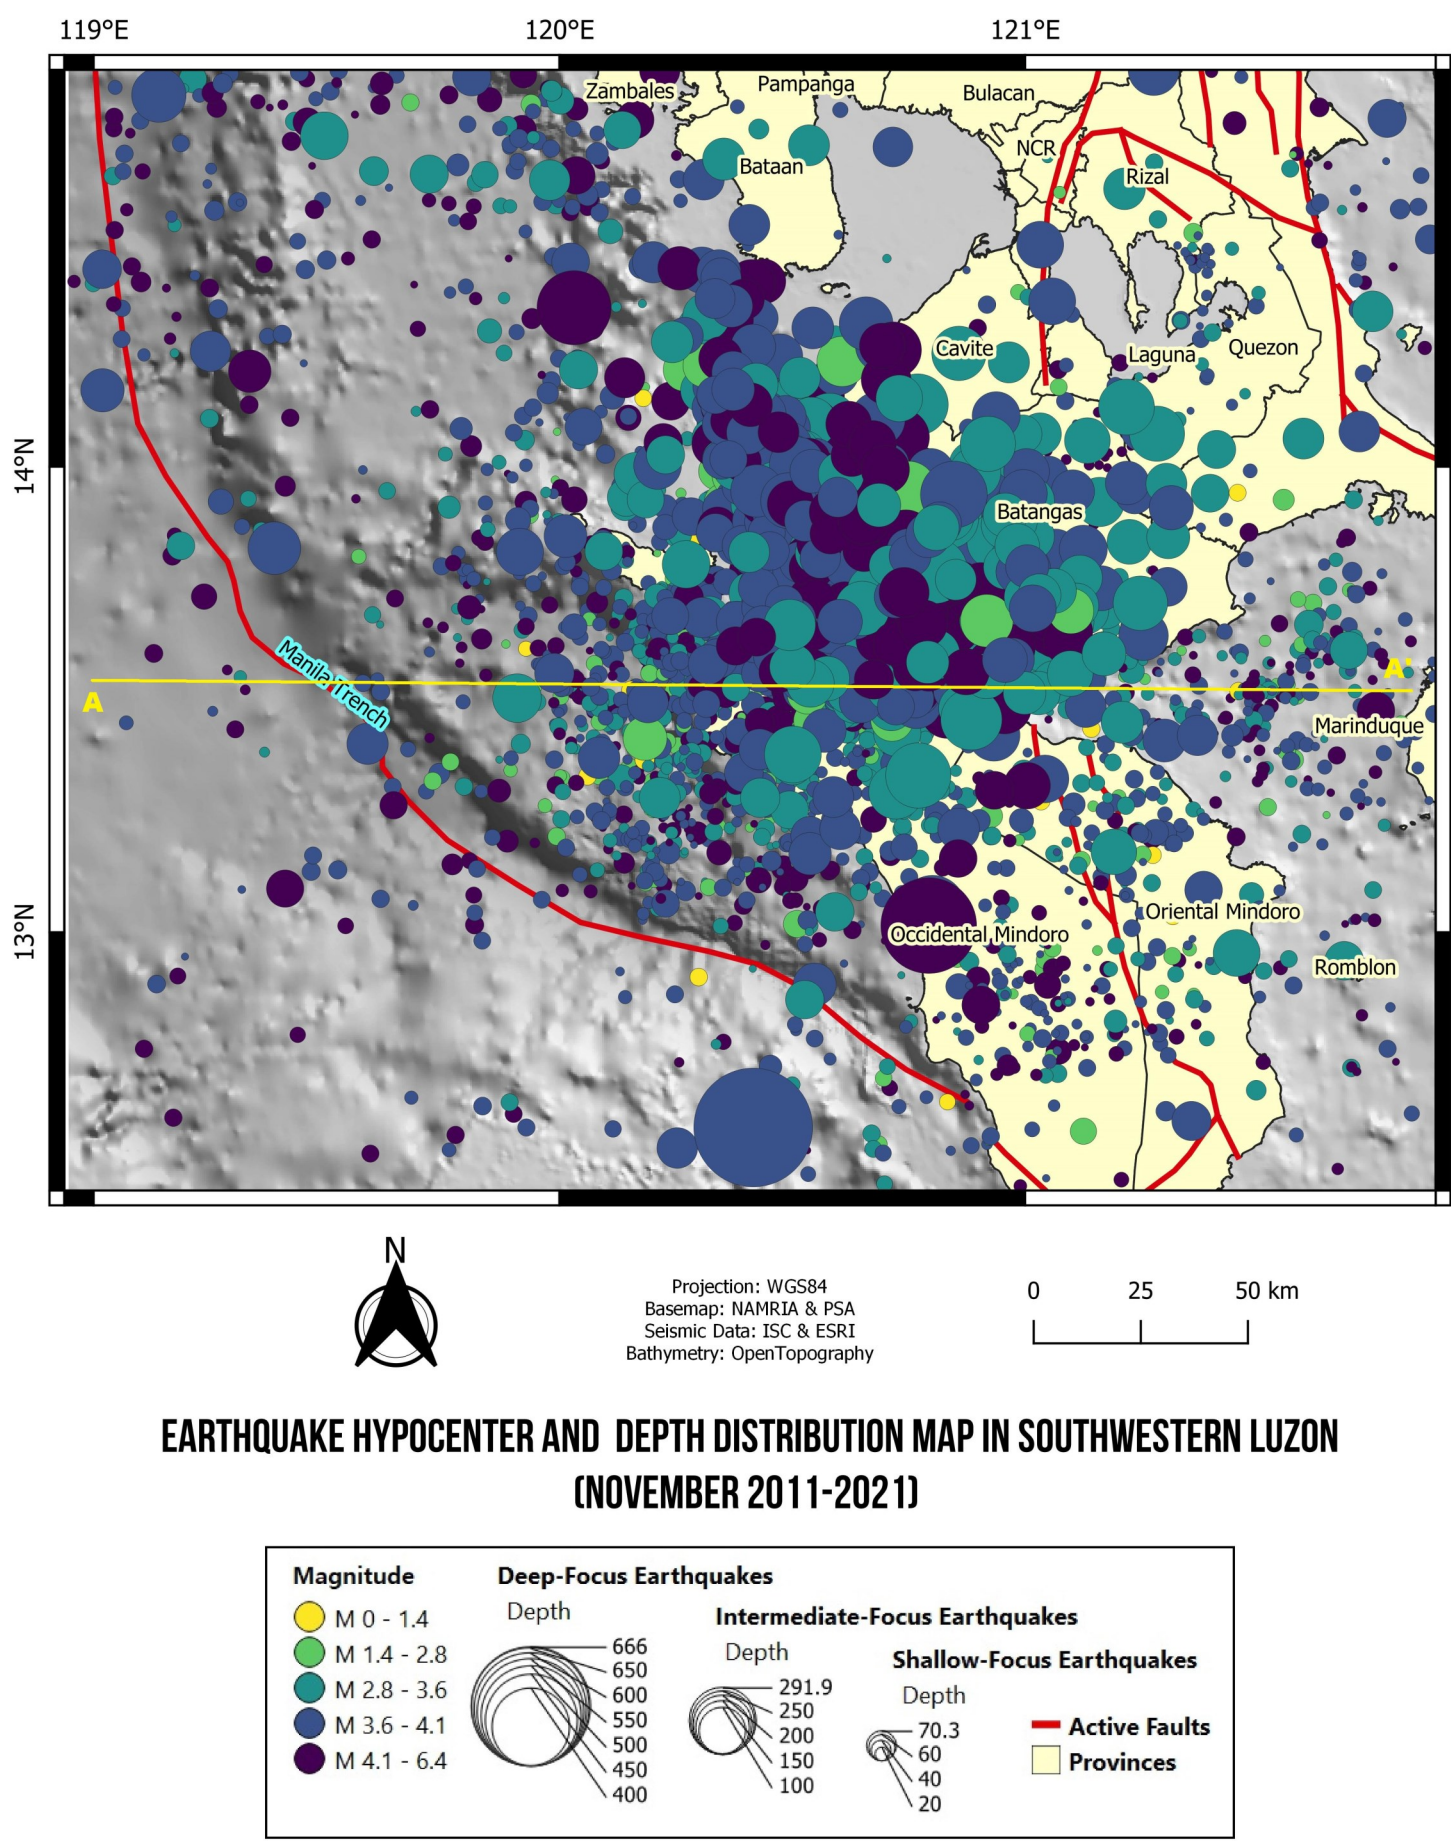 119°E 120°E 121°E
Zambales
Pampanga
Bulacan
NCR
Bataan
Rizal
Cavite
Laguna
Quezon
14°N
Batangas
Manila Trench
A
A'
Marinduque
13°N
Occidental Mindoro
Oriental Mindoro
Romblon
N
Projection: WGS84
Basemap: NAMRIA & PSA
Seismic Data: ISC & ESRI
Bathymetry: OpenTopography
0 25 50 km
EARTHQUAKE HYPOCENTER AND DEPTH DISTRIBUTION MAP IN SOUTHWESTERN LUZON
(NOVEMBER 2011-2021)
Magnitude
M 0 - 1.4
M 1.4 - 2.8
M 2.8 - 3.6
M 3.6 - 4.1
M 4.1 - 6.4
Deep-Focus Earthquakes
Depth
666
650
600
550
500
450
400
Intermediate-Focus Earthquakes
Depth
291.9
250
200
150
100
Shallow-Focus Earthquakes
Depth
70.3
60
40
20
Active Faults
Provinces